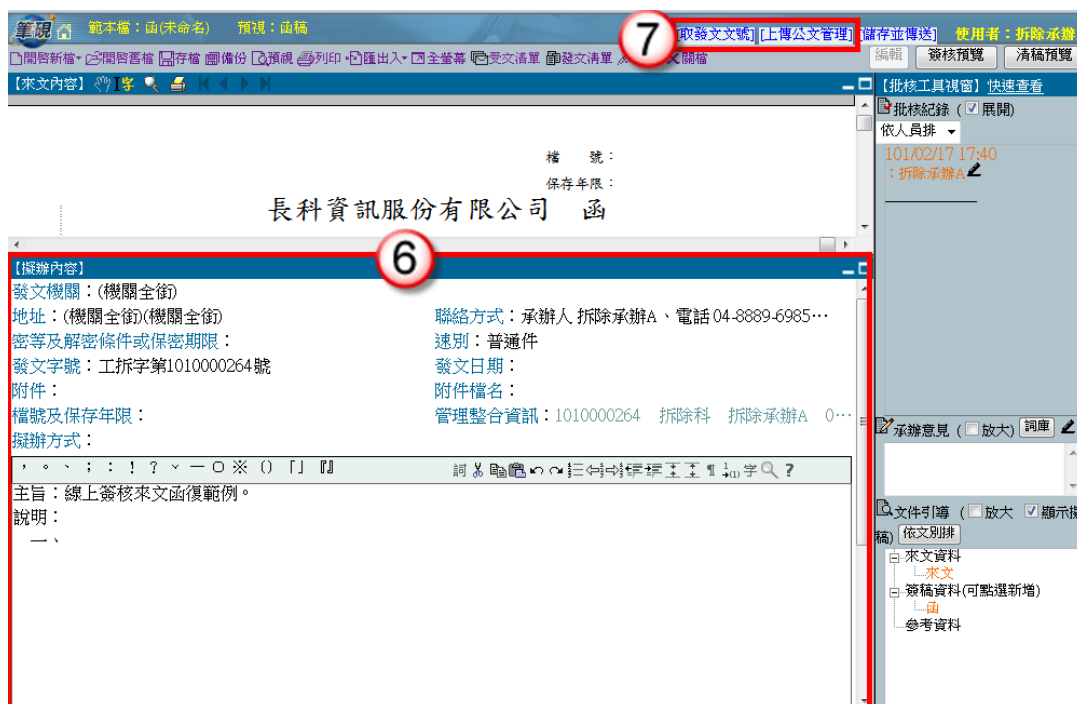 筆硯 範本檔：函(未命名) 預視：函稿
7
取發文文號] [上傳公文管理] [儲存並傳送] 使用者：拆除承辦
開啓新檔 開啓舊檔 存檔 備份 預視 列印 匯出入 全螢幕 受文清單 發文清單 文關檔
編輯 簽核預覽 清稿預覽
【來文內容】
檔 號：
保存年限：
長科資訊股份有限公司 函
6
【擬辦內容】
發文機關：(機關全銜)
地址：(機關全銜)(機關全銜) 聯絡方式：承辦人 拆除承辦A、電話 04-8889-6985…
密等及解密條件或保密期限： 速別：普通件
發文字號：工拆字第1010000264號 發文日期：
附件： 附件檔名：
檔號及保存年限： 管理整合資訊：1010000264 拆除科 拆除承辦A 0…
擬辦方式：
，。、；：！？ˇ－○※（）「」『』 詞 字 ?
主旨：線上簽核來文函復範例。
說明：
一、
【批核工具視窗】快速查看
批核紀錄 ( 展開)
依人員排
101/02/17 17:40
：拆除承辦A
承辦意見 ( 放大) 詞庫
文件引導 ( 放大 顯示擬
稿) 依文別排
來文資料
來文
簽稿資料(可點選新增)
函
參考資料